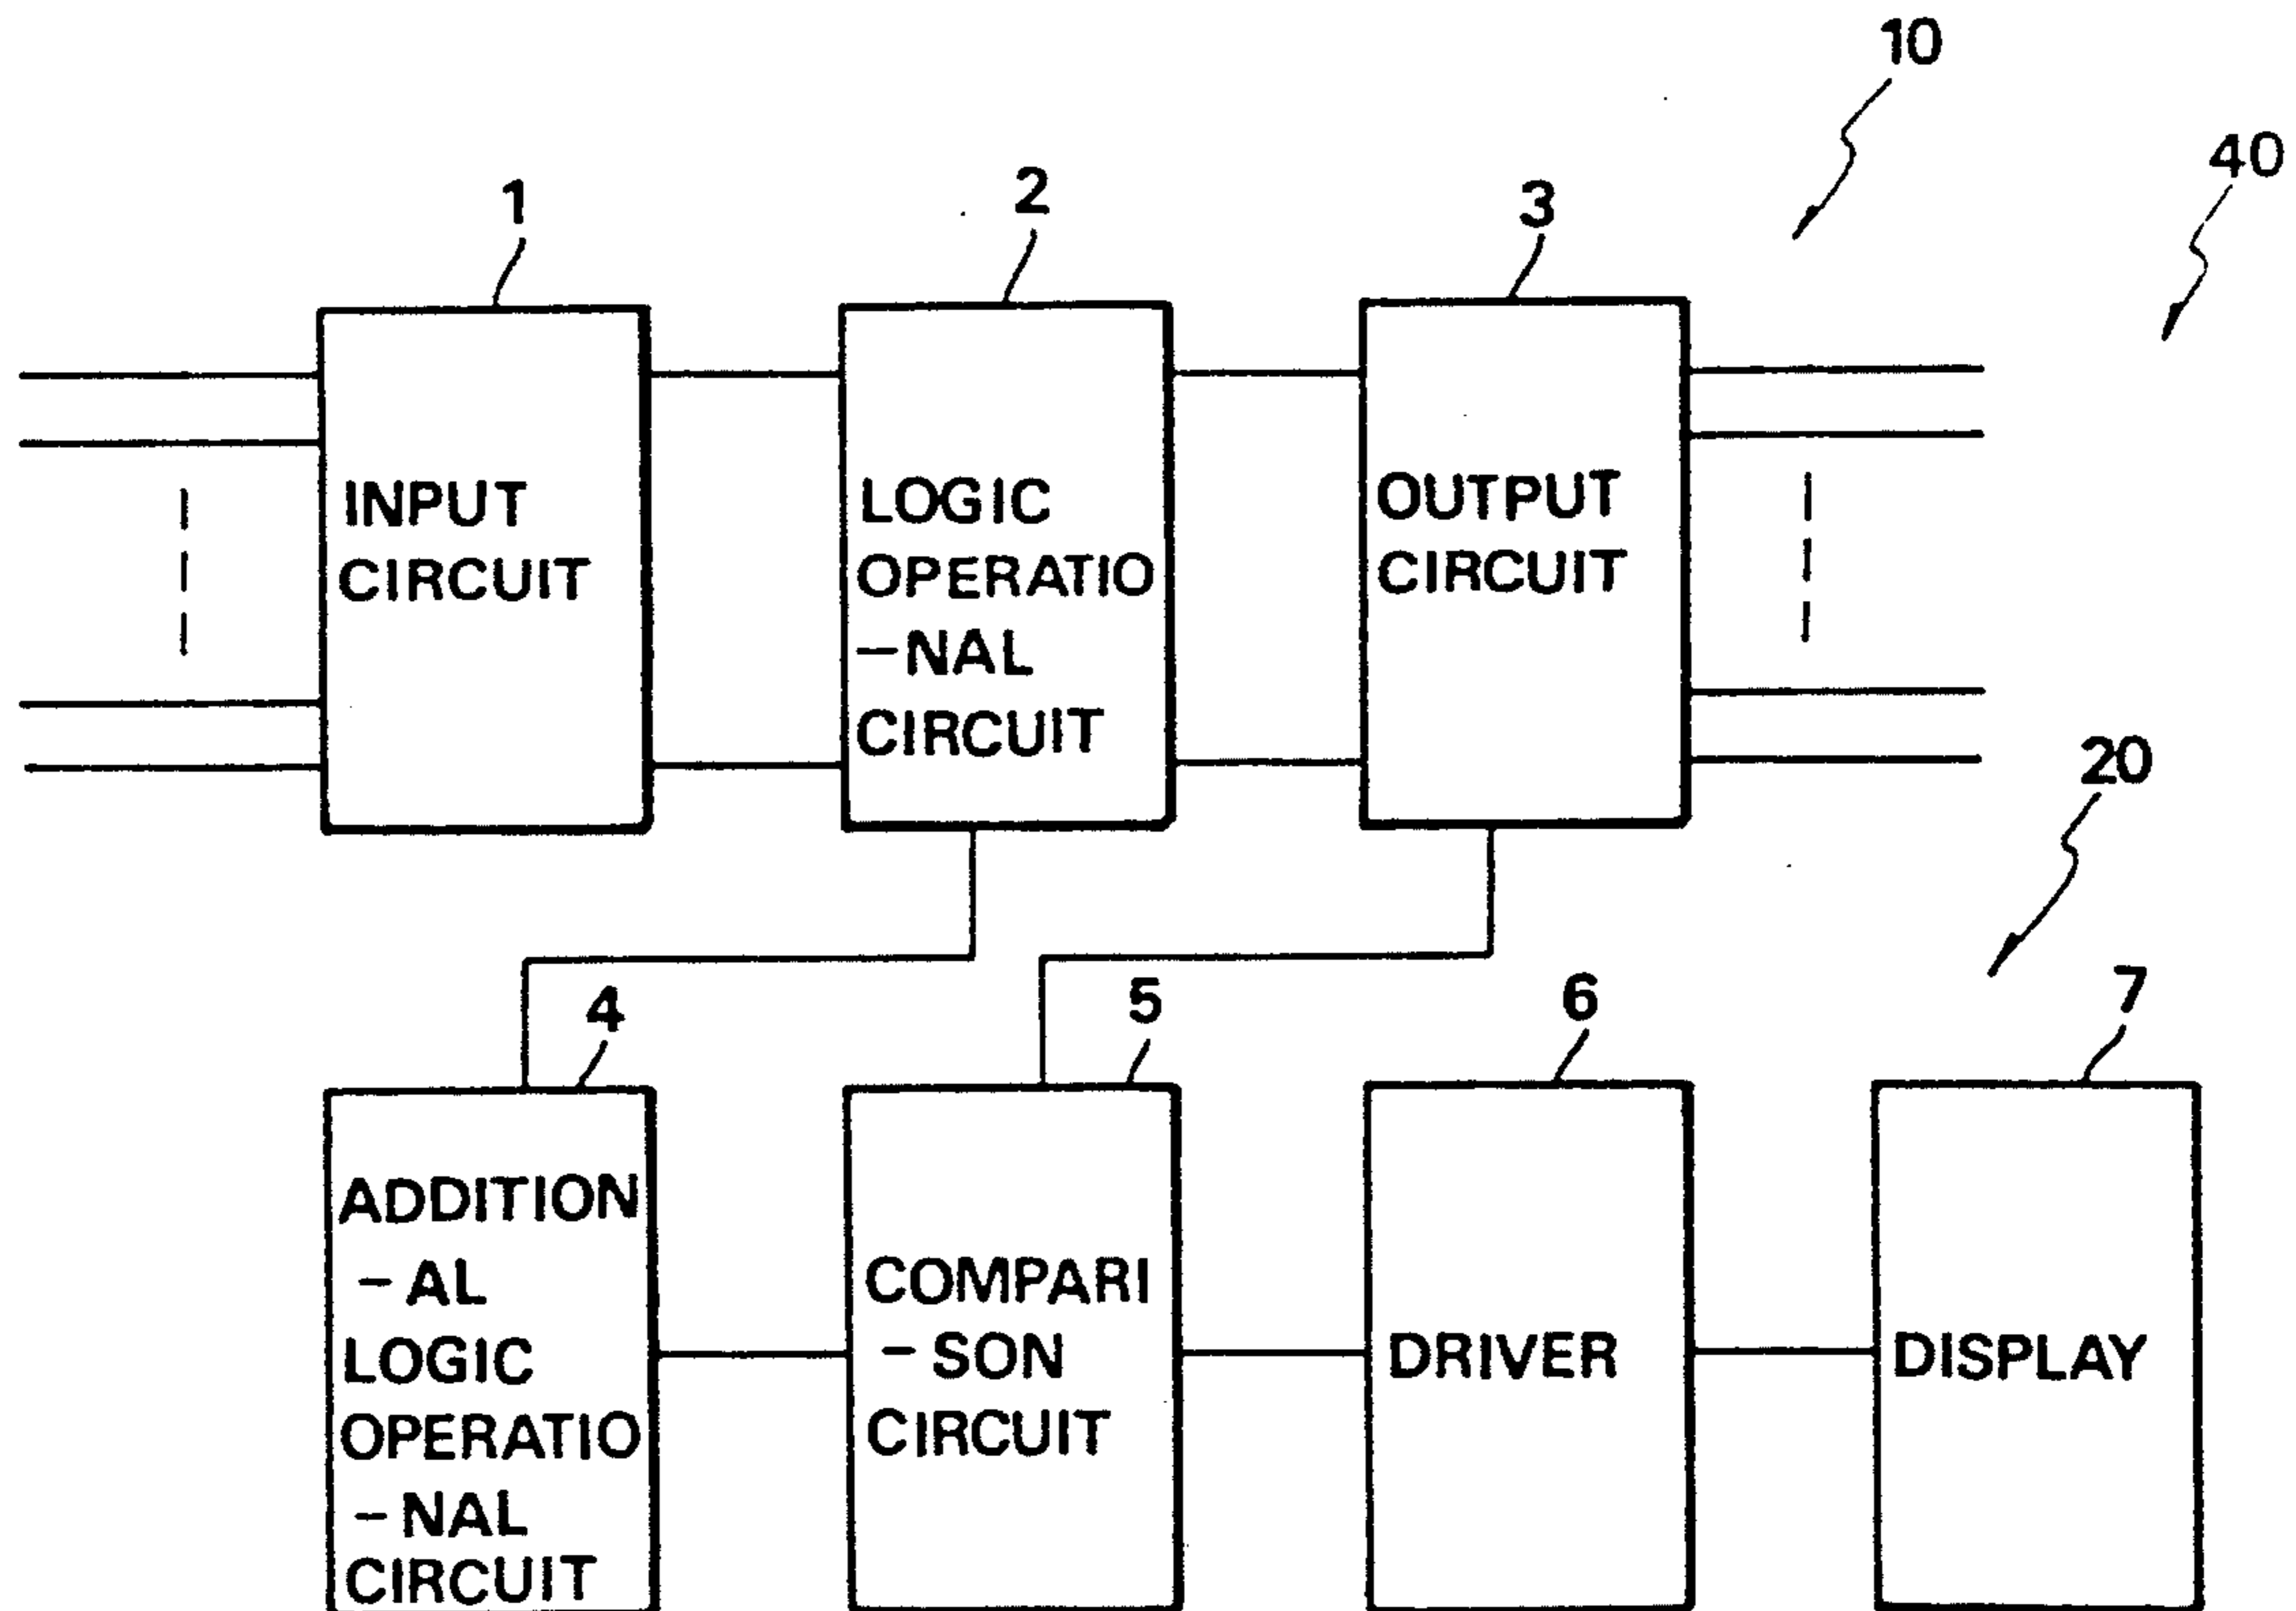 10
40
1
2
3
INPUT
CIRCUIT
LOGIC
OPERATIO
-NAL
CIRCUIT
OUTPUT
CIRCUIT
20
4
5
6
7
ADDITION
-AL
LOGIC
OPERATIO
-NAL
CIRCUIT
COMPARI
-SON
CIRCUIT
DRIVER
DISPLAY